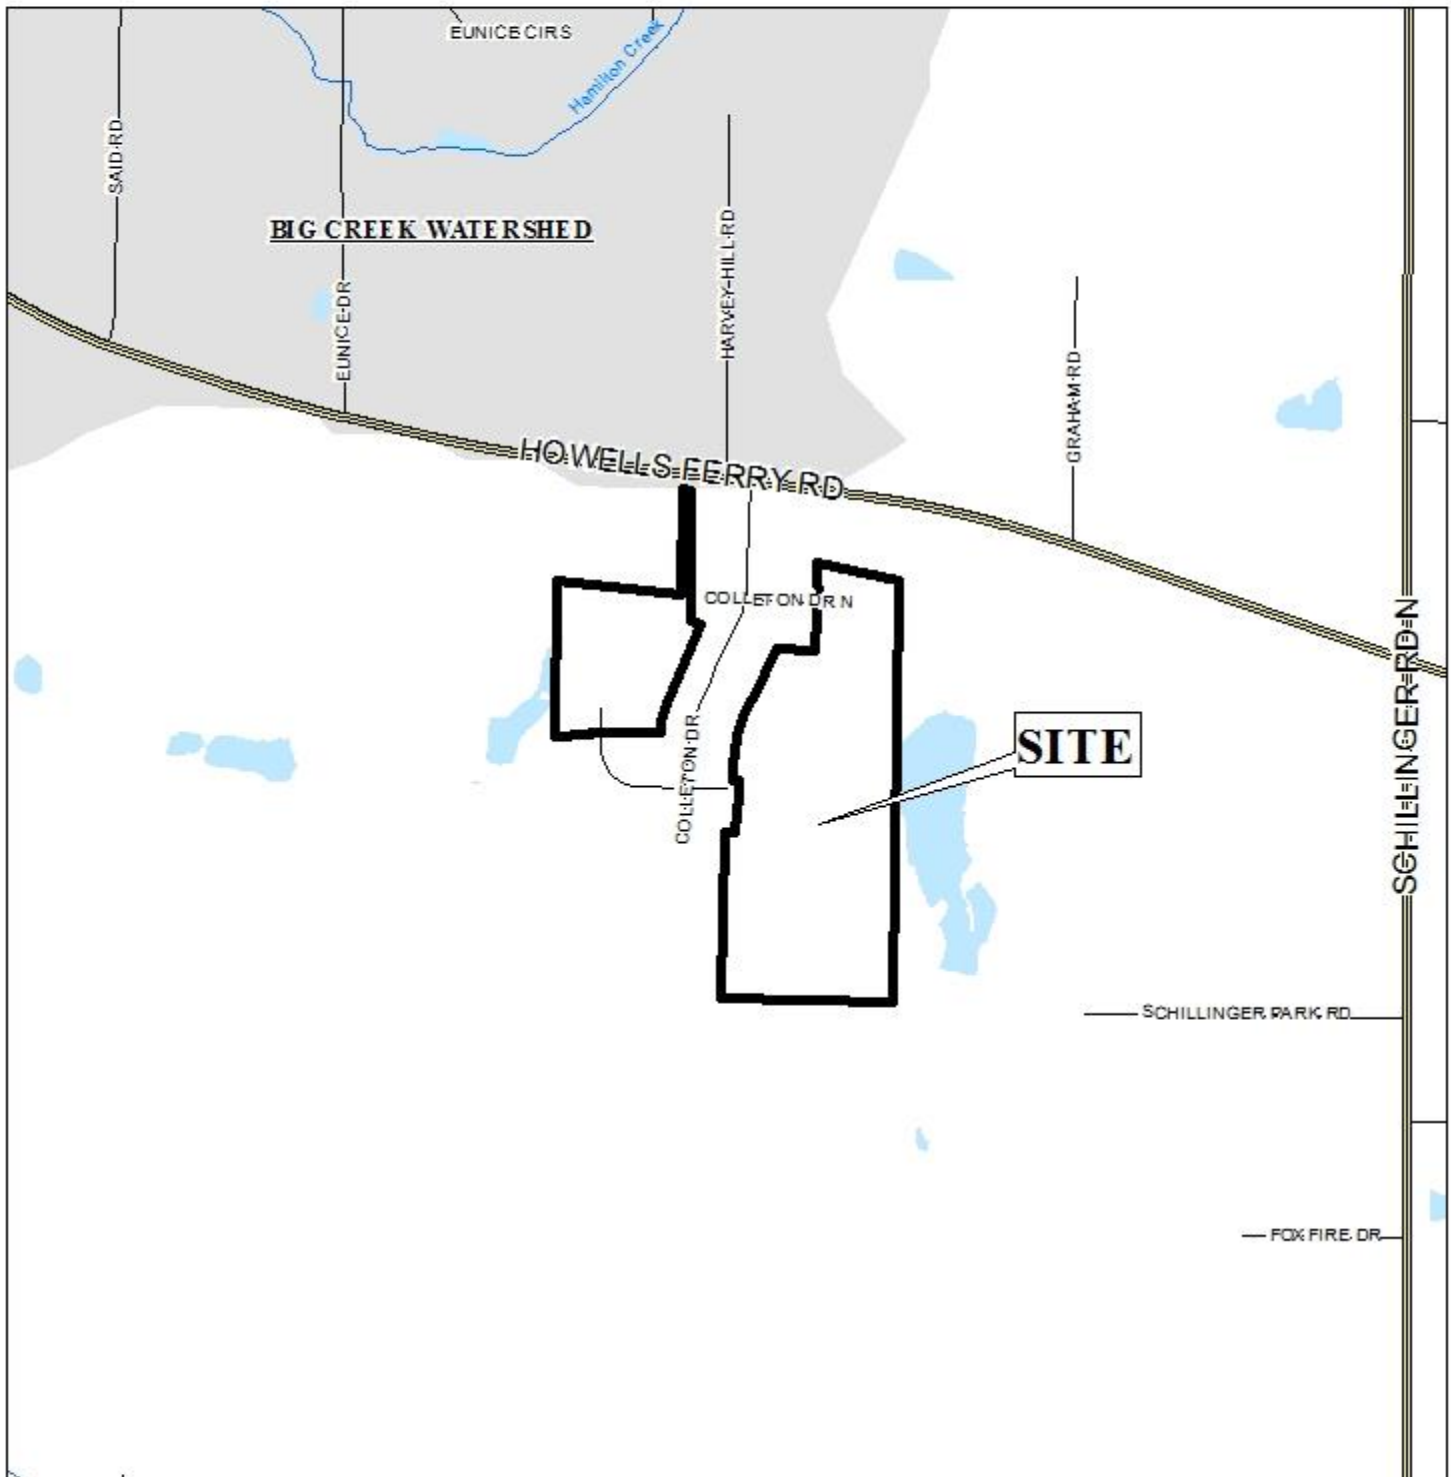 EUNICE CIRS
Hamilton Creek
SAID RD
BIG CREEK WATERSHED
HARVEY HILL RD
EUNICE DR
GRAHAM RD
HOWELLS FERRY RD
COLLETON DR N
SCHILLINGER RD N
SITE
COLLETON DR
SCHILLINGER PARK RD
FOX FIRE DR